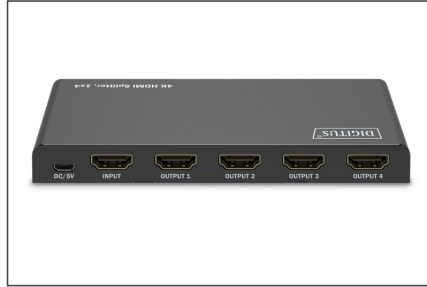 4K HDMI Splitter, 1x4
DIGITUS®
DC/5V INPUT OUTPUT 1 OUTPUT 2 OUTPUT 3 OUTPUT 4